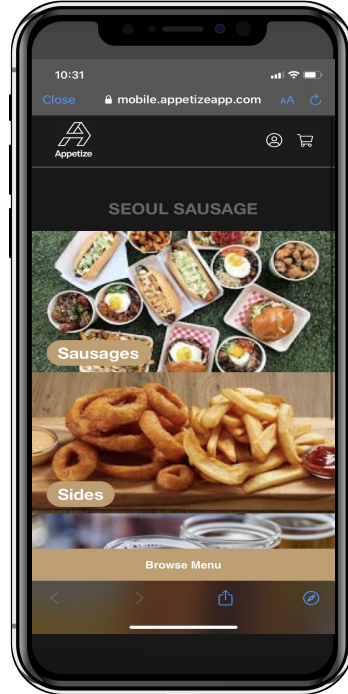 10:31
Close mobile.appetizeapp.com AA
Appetize
SEOUL SAUSAGE
Sausages
Sides
Browse Menu